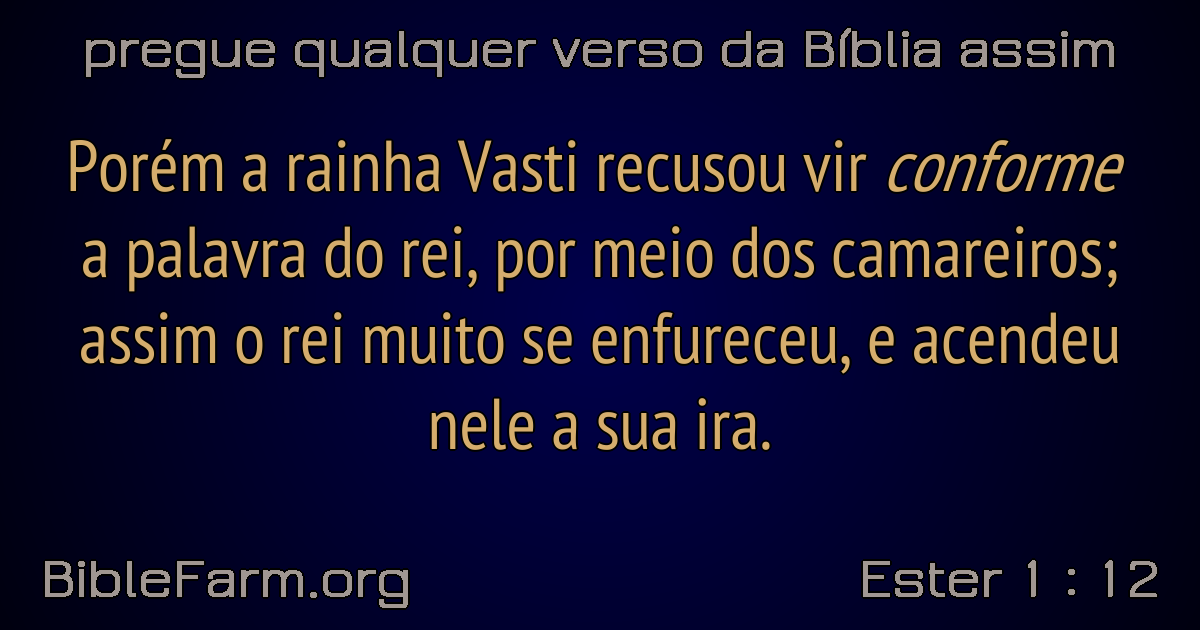 pregue qualquer verso da Bíblia assim
Porém a rainha Vasti recusou vir conforme
a palavra do rei, por meio dos camareiros;
assim o rei muito se enfureceu, e acendeu
nele a sua ira.
BibleFarm.org
Ester 1 : 12